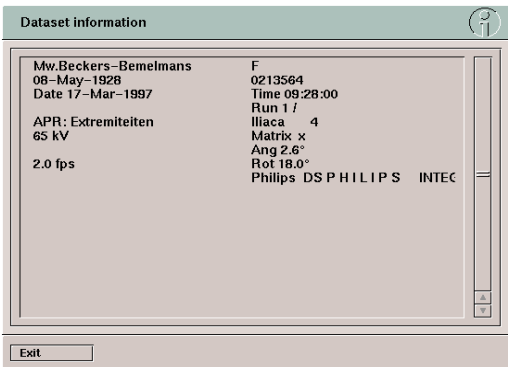 Dataset information
Mw.Beckers-Bemelmans F
08-May-1928 0213564
Date 17-Mar-1997 Time 09:28:00
Run 1 /
APR: Extremiteiten Iliaca 4
65 kV Matrix x
Ang 2.6°
2.0 fps Rot 18.0°
Philips DS P H I L I P S INTEC
Exit